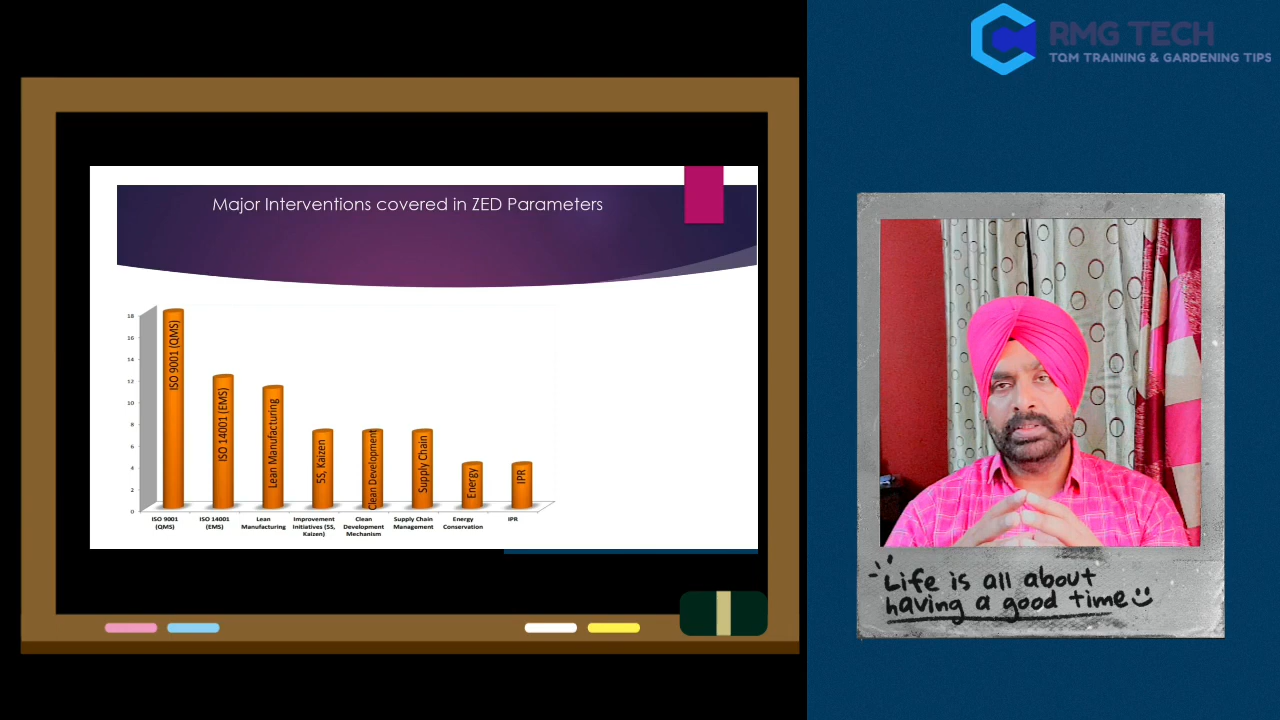 RMG TECH
TQM TRAINING & GARDENING TIPS
Major Interventions covered in ZED Parameters
18
16
14
12
10
8
6
4
2
0
ISO 9001 (QMS)
ISO 14001 (EMS)
Lean Manufacturing
5S, Kaizen
Clean Development
Supply Chain
Energy
IPR
ISO 9001
(QMS)
ISO 14001
(EMS)
Lean
Manufacturing
Improvement
Initiatives (5S,
Kaizen)
Clean
Development
Mechanism
Supply Chain
Management
Energy
Conservation
IPR
Life is all about
having a good time